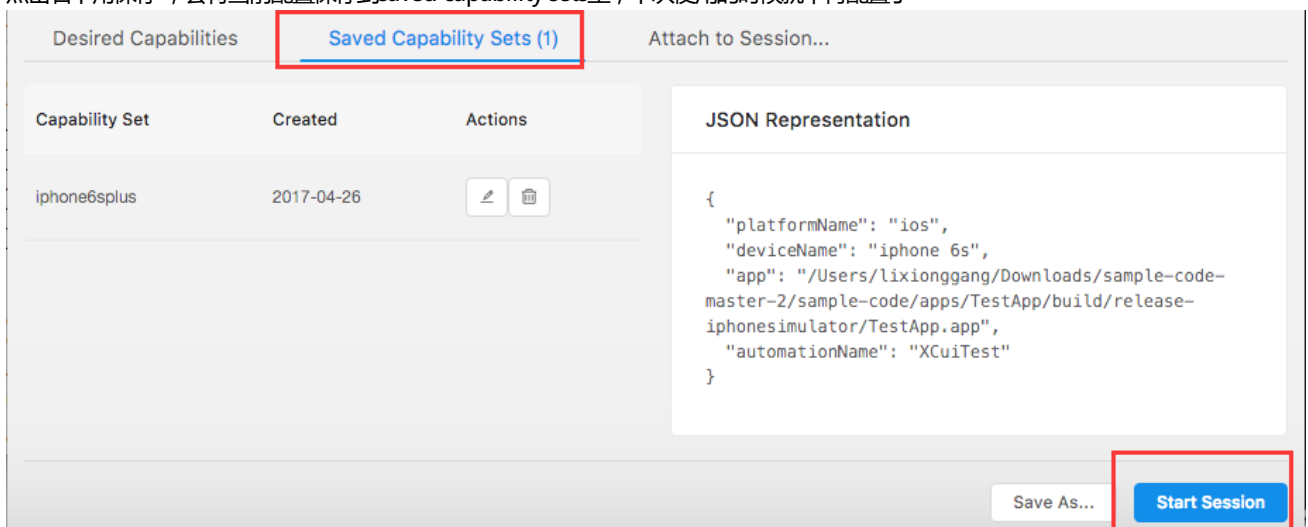 Desired Capabilities Saved Capability Sets (1) Attach to Session...
Capability Set Created Actions
iphone6splus 2017-04-26
JSON Representation
{
"platformName": "ios",
"deviceName": "iphone 6s",
"app": "/Users/lixionggang/Downloads/sample-code-
master-2/sample-code/apps/TestApp/build/release-
iphonesimulator/TestApp.app",
"automationName": "XCuiTest"
}
Save As... Start Session